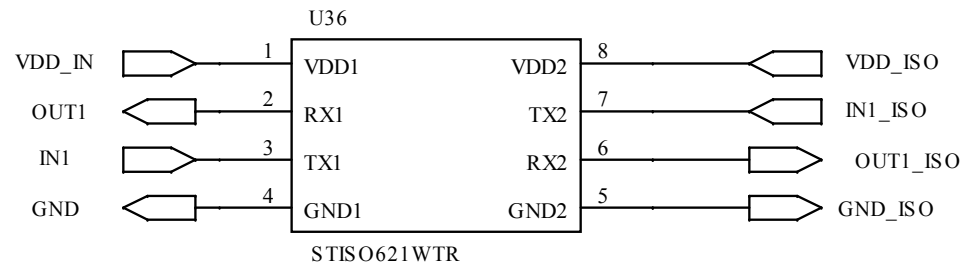 U36
VDD_IN 1 VDD1 VDD2 8 VDD_ISO
OUT1 2 RX1 TX2 7 IN1_ISO
IN1 3 TX1 RX2 6 OUT1_ISO
GND 4 GND1 GND2 5 GND_ISO
STISO621WTR